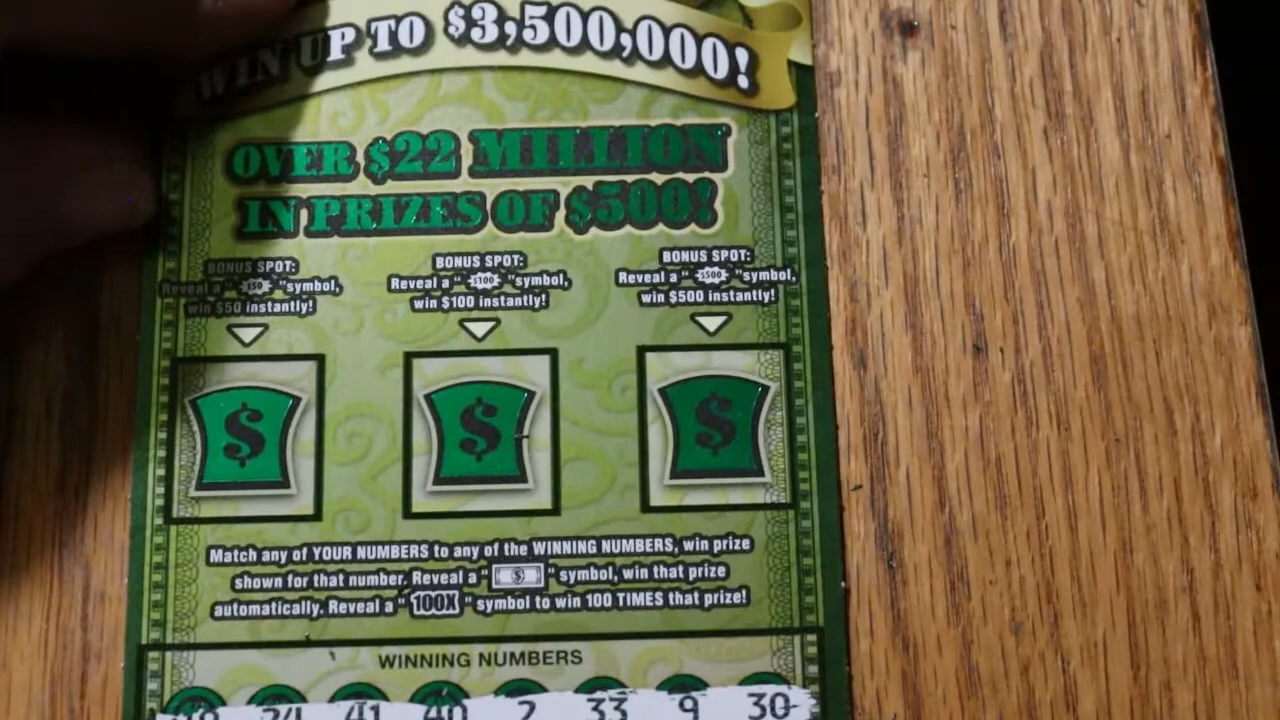 WIN UP TO $3,500,000!
OVER $22 MILLION
IN PRIZES OF $500!
BONUS SPOT:
Reveal a "$50" symbol,
win $50 instantly!
$
BONUS SPOT:
Reveal a "$100" symbol,
win $100 instantly!
$
BONUS SPOT:
Reveal a "$500" symbol,
win $500 instantly!
$
Match any of YOUR NUMBERS to any of the WINNING NUMBERS, win prize
shown for that number. Reveal a "$" symbol, win that prize
automatically. Reveal a "100X" symbol to win 100 TIMES that prize!
WINNING NUMBERS
24 41 40 2 33 9 30